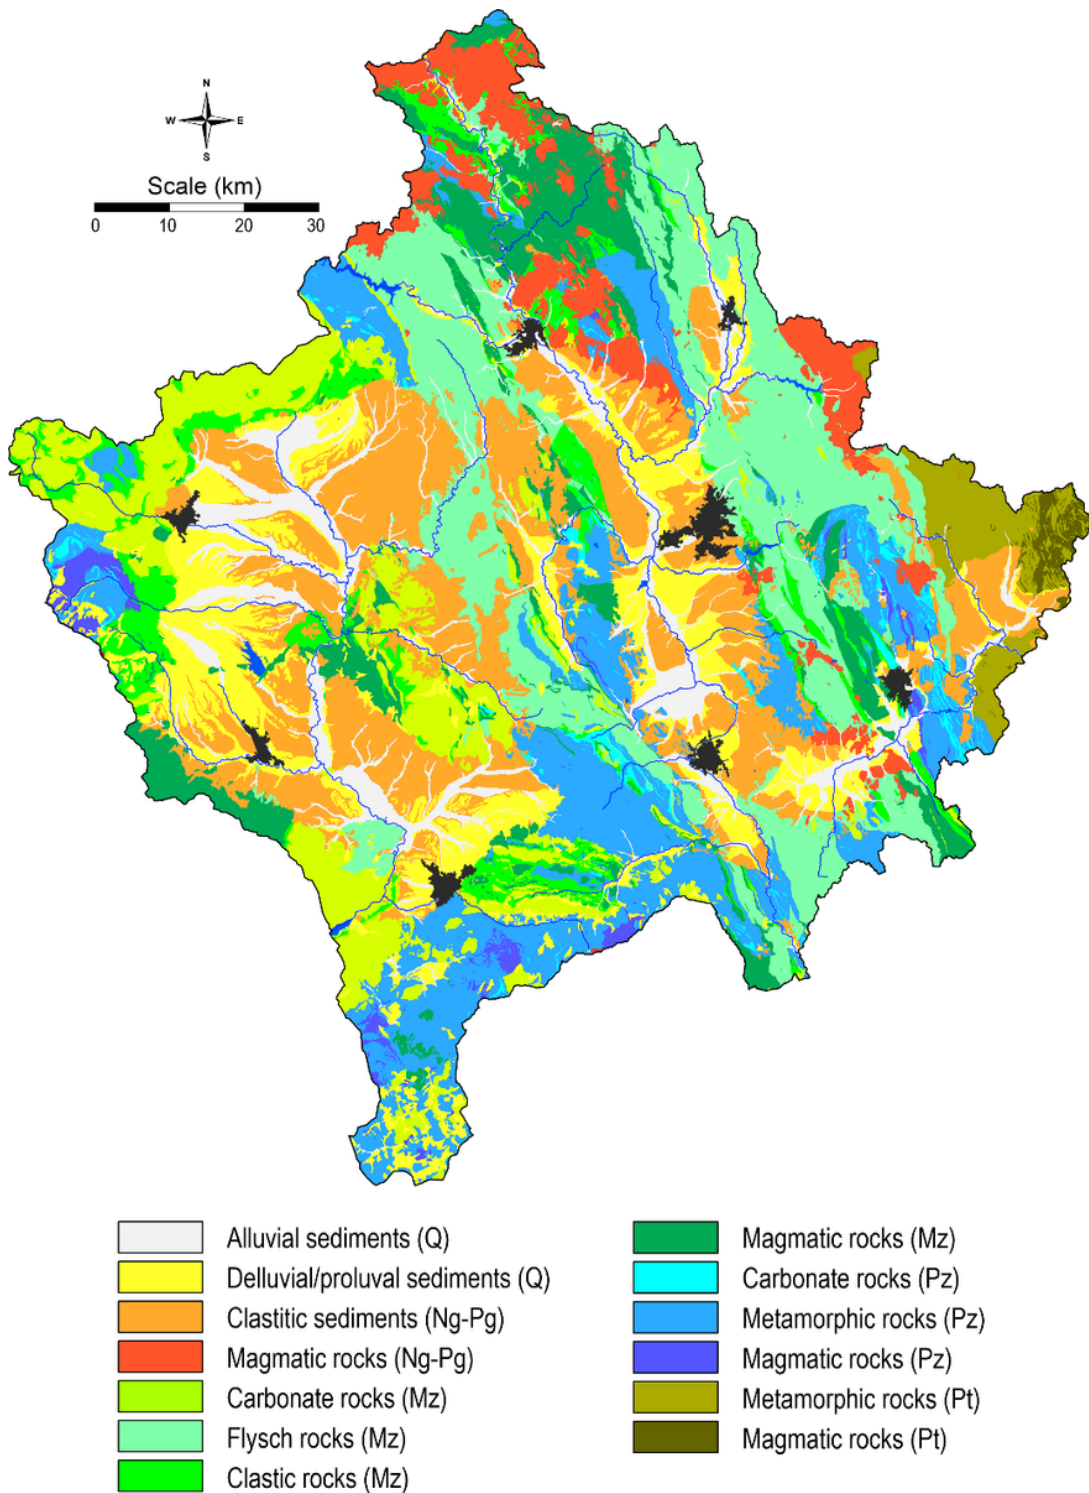 N
W E
S
Scale (km)
0 10 20 30
Alluvial sediments (Q)
Delluvial/proluval sediments (Q)
Clastitic sediments (Ng-Pg)
Magmatic rocks (Ng-Pg)
Carbonate rocks (Mz)
Flysch rocks (Mz)
Clastic rocks (Mz)
Magmatic rocks (Mz)
Carbonate rocks (Pz)
Metamorphic rocks (Pz)
Magmatic rocks (Pz)
Metamorphic rocks (Pt)
Magmatic rocks (Pt)